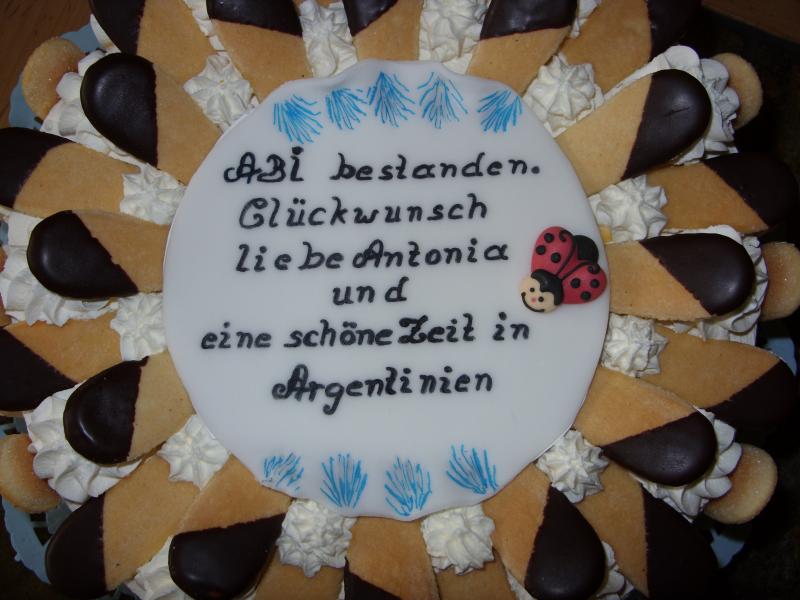 ABİ bestanden.
Glückwunsch
liebe Antonia
und
eine schöne Zeit in
Argentinien